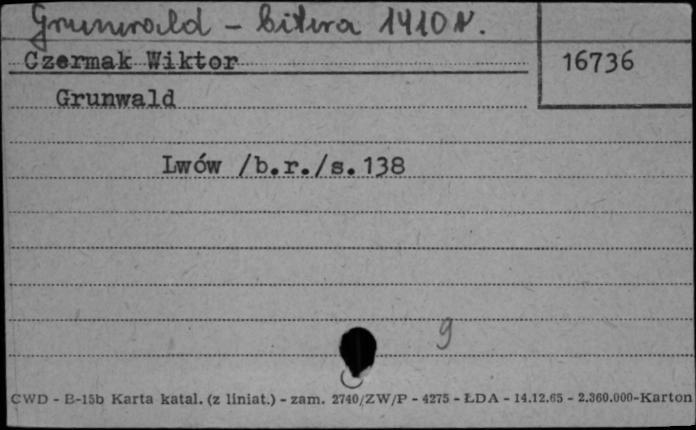 Grunwald - bitwa 1410 r.
Czermak Wiktor
16736
Grunwald
Lwów /b.r./s.138
9
CWD - B-15b Karta katal. (z liniat.) - zam. 2740/ZW/P - 4275 - ŁDA - 14.12.65 - 2.360.000-Karton